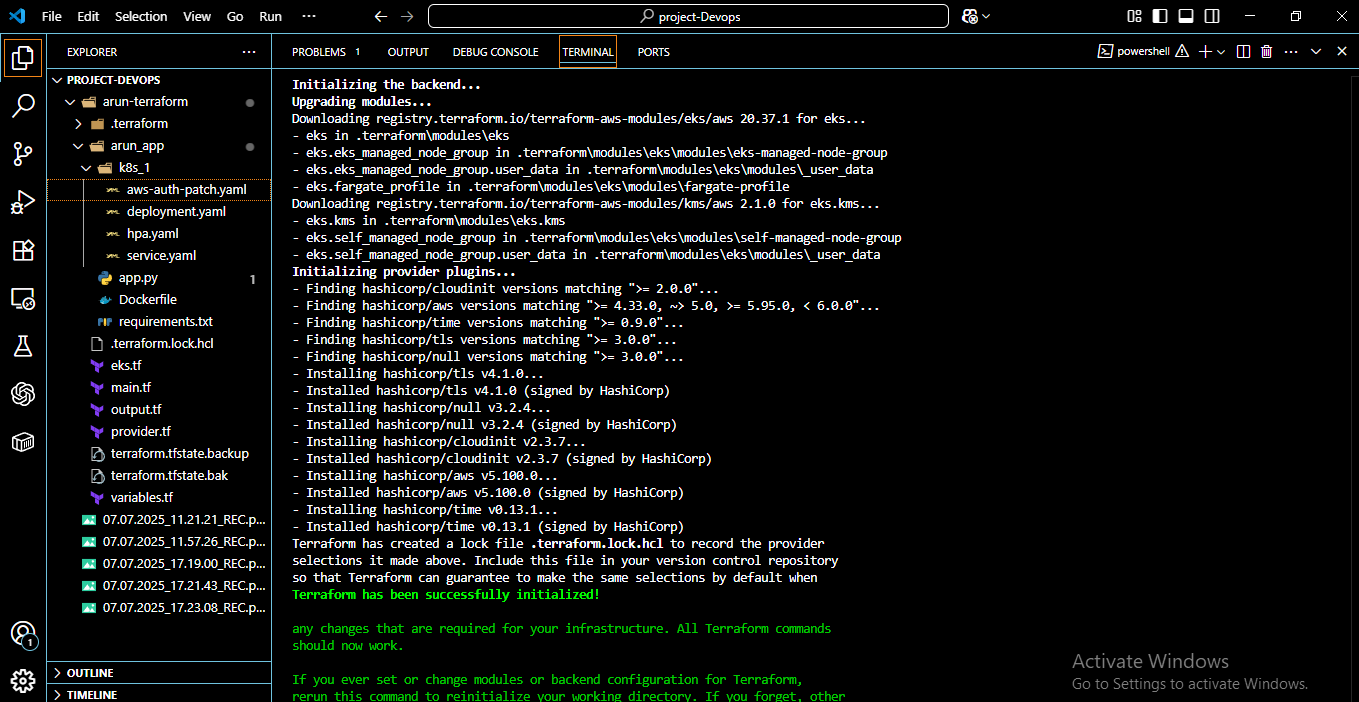 File Edit Selection View Go Run ···
project-Devops
EXPLORER ···
PROJECT-DEVOPS
arun-terraform
.terraform
arun_app
k8s_1
aws-auth-patch.yaml
deployment.yaml
hpa.yaml
service.yaml
app.py 1
Dockerfile
requirements.txt
.terraform.lock.hcl
eks.tf
main.tf
output.tf
provider.tf
terraform.tfstate.backup
terraform.tfstate.bak
variables.tf
07.07.2025_11.21.21_REC.p...
07.07.2025_11.57.26_REC.p...
07.07.2025_17.19.00_REC.p...
07.07.2025_17.21.43_REC.p...
07.07.2025_17.23.08_REC.p...
OUTLINE
TIMELINE
1
PROBLEMS 1 OUTPUT DEBUG CONSOLE TERMINAL PORTS
powershell
Initializing the backend...
Upgrading modules...
Downloading registry.terraform.io/terraform-aws-modules/eks/aws 20.37.1 for eks...
- eks in .terraform\modules\eks
- eks.eks_managed_node_group in .terraform\modules\eks\modules\eks-managed-node-group
- eks.eks_managed_node_group.user_data in .terraform\modules\eks\modules\_user_data
- eks.fargate_profile in .terraform\modules\eks\modules\fargate-profile
Downloading registry.terraform.io/terraform-aws-modules/kms/aws 2.1.0 for eks.kms...
- eks.kms in .terraform\modules\eks.kms
- eks.self_managed_node_group in .terraform\modules\eks\modules\self-managed-node-group
- eks.self_managed_node_group.user_data in .terraform\modules\eks\modules\_user_data
Initializing provider plugins...
- Finding hashicorp/cloudinit versions matching ">= 2.0.0"...
- Finding hashicorp/aws versions matching ">= 4.33.0, ~> 5.0, >= 5.95.0, < 6.0.0"...
- Finding hashicorp/time versions matching ">= 0.9.0"...
- Finding hashicorp/tls versions matching ">= 3.0.0"...
- Finding hashicorp/null versions matching ">= 3.0.0"...
- Installing hashicorp/tls v4.1.0...
- Installed hashicorp/tls v4.1.0 (signed by HashiCorp)
- Installing hashicorp/null v3.2.4...
- Installed hashicorp/null v3.2.4 (signed by HashiCorp)
- Installing hashicorp/cloudinit v2.3.7...
- Installed hashicorp/cloudinit v2.3.7 (signed by HashiCorp)
- Installing hashicorp/aws v5.100.0...
- Installed hashicorp/aws v5.100.0 (signed by HashiCorp)
- Installing hashicorp/time v0.13.1...
- Installed hashicorp/time v0.13.1 (signed by HashiCorp)
Terraform has created a lock file .terraform.lock.hcl to record the provider
selections it made above. Include this file in your version control repository
so that Terraform can guarantee to make the same selections by default when
Terraform has been successfully initialized!
any changes that are required for your infrastructure. All Terraform commands
should now work.
If you ever set or change modules or backend configuration for Terraform,
rerun this command to reinitialize your working directory. If you forget, other
Activate Windows
Go to Settings to activate Windows.